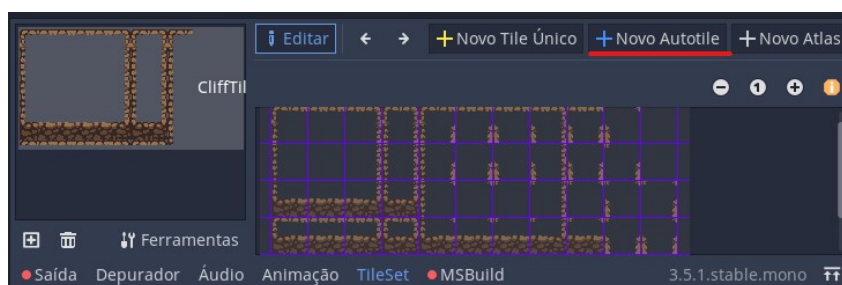 Editar
Novo Tile Único
Novo Autotile
Novo Atlas
CliffTil
1
Ferramentas
Saída Depurador Áudio Animação TileSet MSBuild 3.5.1.stable.mono